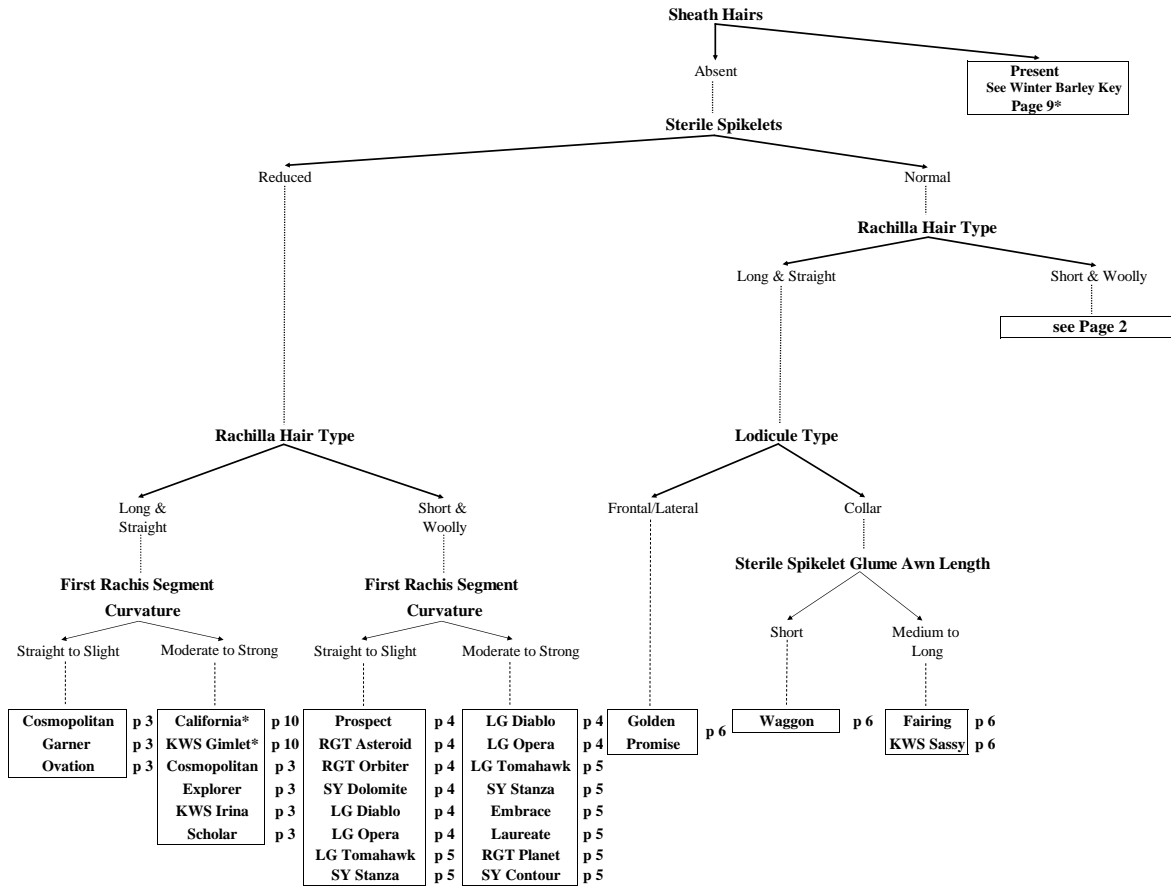 Sheath Hairs
Absent
Present
See Winter Barley Key
Page 9*
Sterile Spikelets
Reduced
Normal
Rachilla Hair Type
Long & Straight
Short & Woolly
see Page 2
Rachilla Hair Type
Lodicule Type
Long &
Straight
Short &
Woolly
Frontal/Lateral
Collar
First Rachis Segment
Curvature
First Rachis Segment
Curvature
Sterile Spikelet Glume Awn Length
Straight to Slight
Moderate to Strong
Straight to Slight
Moderate to Strong
Short
Medium to
Long
Cosmopolitan p 3
Garner p 3
Ovation p 3
California* p 10
KWS Gimlet* p 10
Cosmopolitan p 3
Explorer p 3
KWS Irina p 3
Scholar p 3
Prospect p 4
RGT Asteroid p 4
RGT Orbiter p 4
SY Dolomite p 4
LG Diablo p 4
LG Opera p 4
LG Tomahawk p 5
SY Stanza p 5
LG Diablo p 4
LG Opera p 4
LG Tomahawk p 5
SY Stanza p 5
Embrace p 5
Laureate p 5
RGT Planet p 5
SY Contour p 5
Golden
Promise
p 6
Waggon p 6
Fairing p 6
KWS Sassy p 6